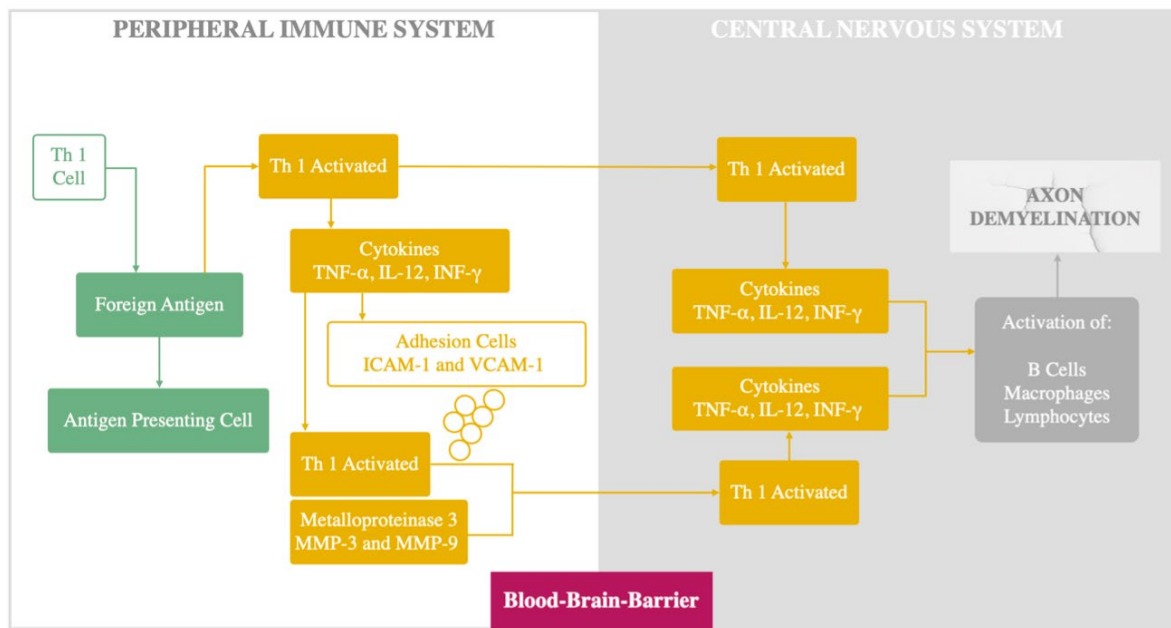 PERIPHERAL IMMUNE SYSTEM
CENTRAL NERVOUS SYSTEM
Th 1
Cell
Th 1 Activated
Th 1 Activated
AXON
DEMYELINATION
Cytokines
TNF-α, IL-12, INF-γ
Foreign Antigen
Cytokines
TNF-α, IL-12, INF-γ
Activation of:
B Cells
Macrophages
Lymphocytes
Adhesion Cells
ICAM-1 and VCAM-1
Cytokines
TNF-α, IL-12, INF-γ
Antigen Presenting Cell
Th 1 Activated
Th 1 Activated
Metalloproteinase 3
MMP-3 and MMP-9
Blood-Brain-Barrier